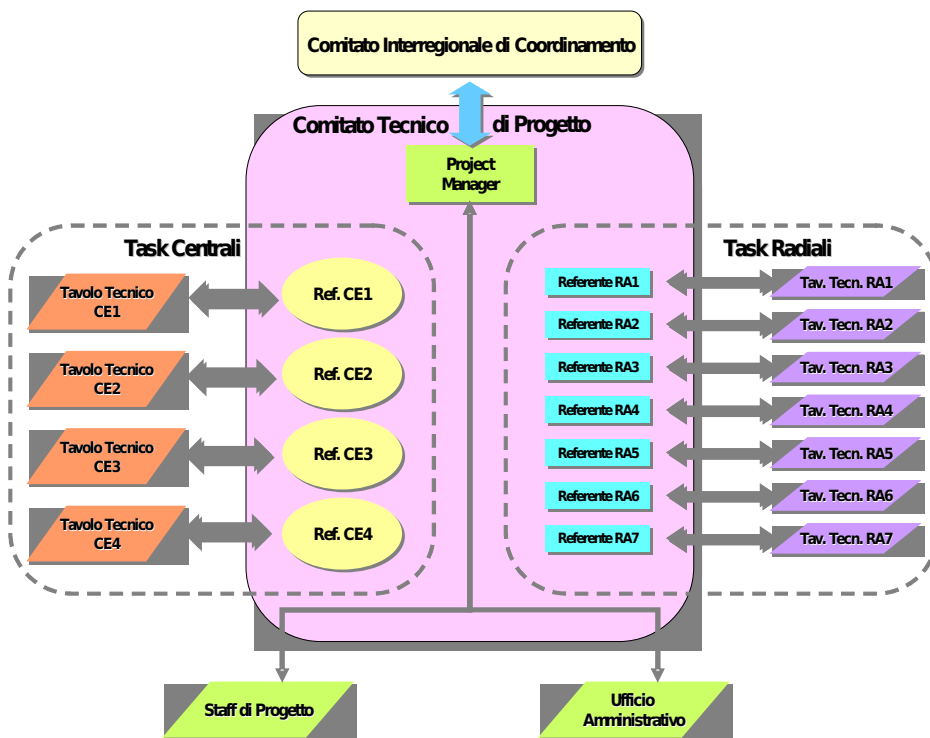 Comitato Interregionale di Coordinamento
Comitato Tecnico di Progetto
Project
Manager
Task Centrali
Task Radiali
Tavolo Tecnico
CE1
Ref. CE1
Tavolo Tecnico
CE2
Ref. CE2
Tavolo Tecnico
CE3
Ref. CE3
Tavolo Tecnico
CE4
Ref. CE4
Referente RA1
Tav. Tecn. RA1
Referente RA2
Tav. Tecn. RA2
Referente RA3
Tav. Tecn. RA3
Referente RA4
Tav. Tecn. RA4
Referente RA5
Tav. Tecn. RA5
Referente RA6
Tav. Tecn. RA6
Referente RA7
Tav. Tecn. RA7
Staff di Progetto
Ufficio
Amministrativo